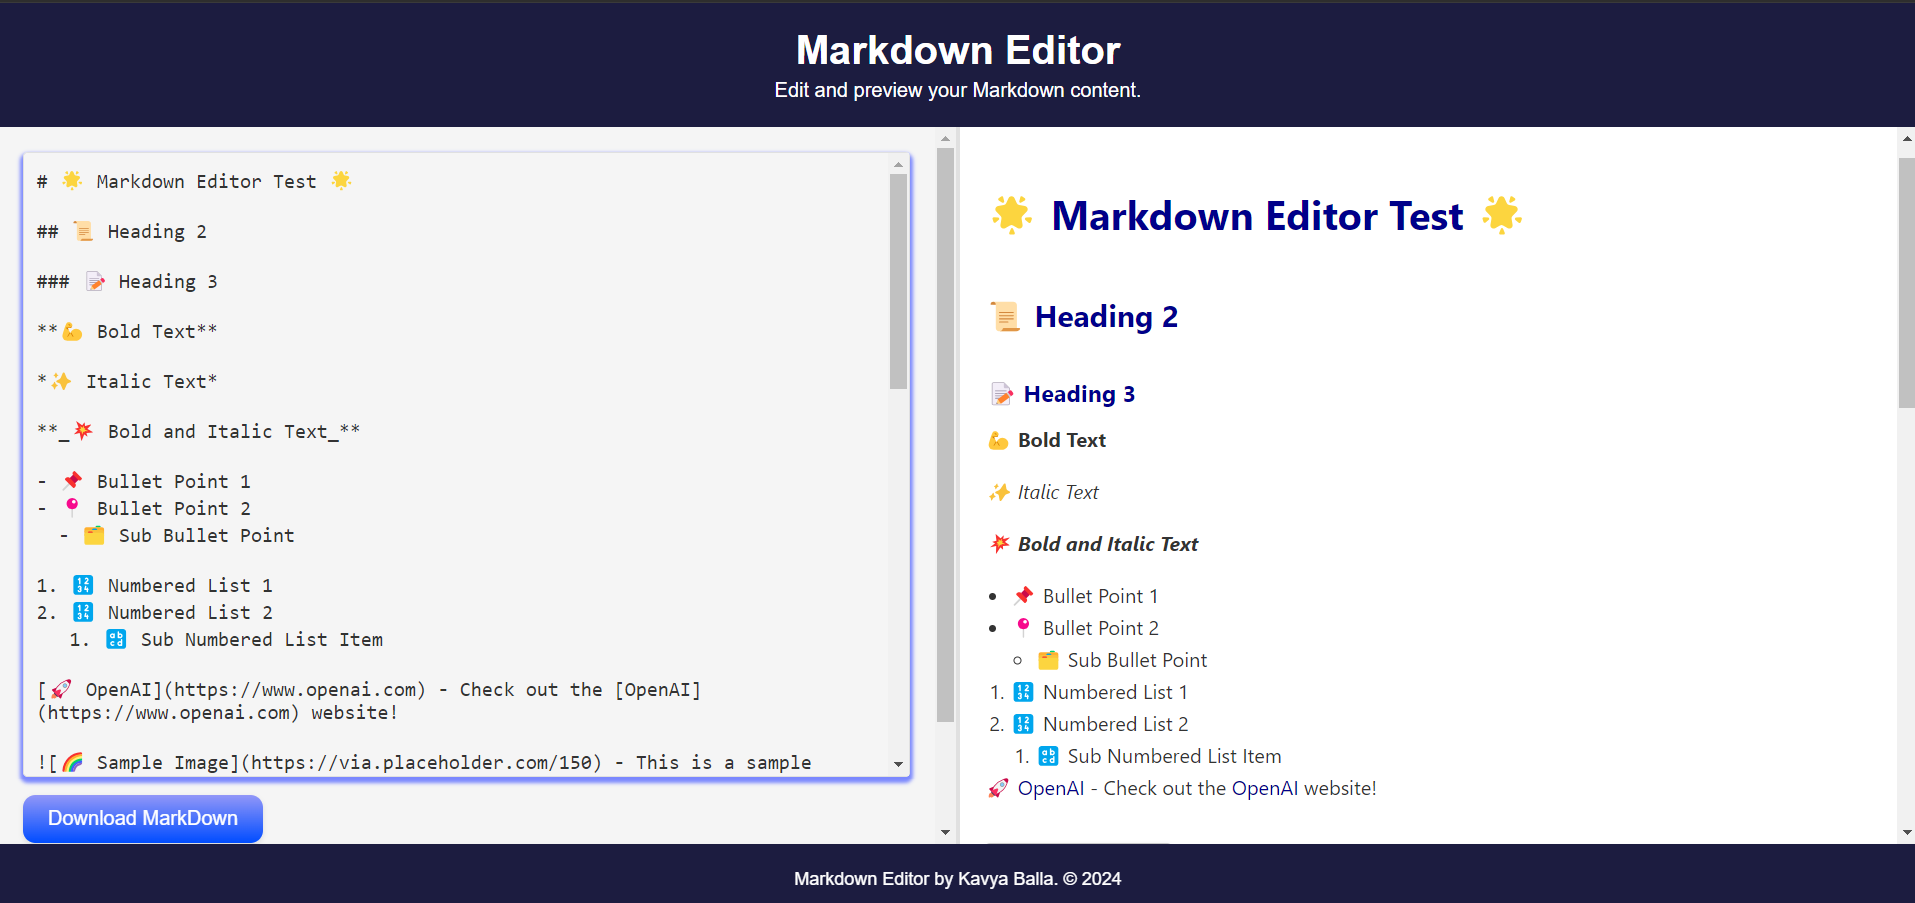 Markdown Editor
Edit and preview your Markdown content.
# 🌟 Markdown Editor Test 🌟
## 📜 Heading 2
### 📝 Heading 3
**💪 Bold Text**
*✨ Italic Text*
**_💥 Bold and Italic Text_**
- 📌 Bullet Point 1
- 📍 Bullet Point 2
  - 🗂️ Sub Bullet Point
1. 🔢 Numbered List 1
2. 🔢 Numbered List 2
   1. 🔡 Sub Numbered List Item
[🚀 OpenAI](https://www.openai.com) - Check out the [OpenAI]
(https://www.openai.com) website!
![🌈 Sample Image](https://via.placeholder.com/150) - This is a sample
Download MarkDown
🌟 Markdown Editor Test 🌟
📜 Heading 2
📝 Heading 3
💪 Bold Text
✨ Italic Text
💥 Bold and Italic Text
• 📌 Bullet Point 1
• 📍 Bullet Point 2
◦ 🗂️ Sub Bullet Point
1. 🔢 Numbered List 1
2. 🔢 Numbered List 2
1. 🔡 Sub Numbered List Item
🚀 OpenAI - Check out the OpenAI website!
Markdown Editor by Kavya Balla. © 2024